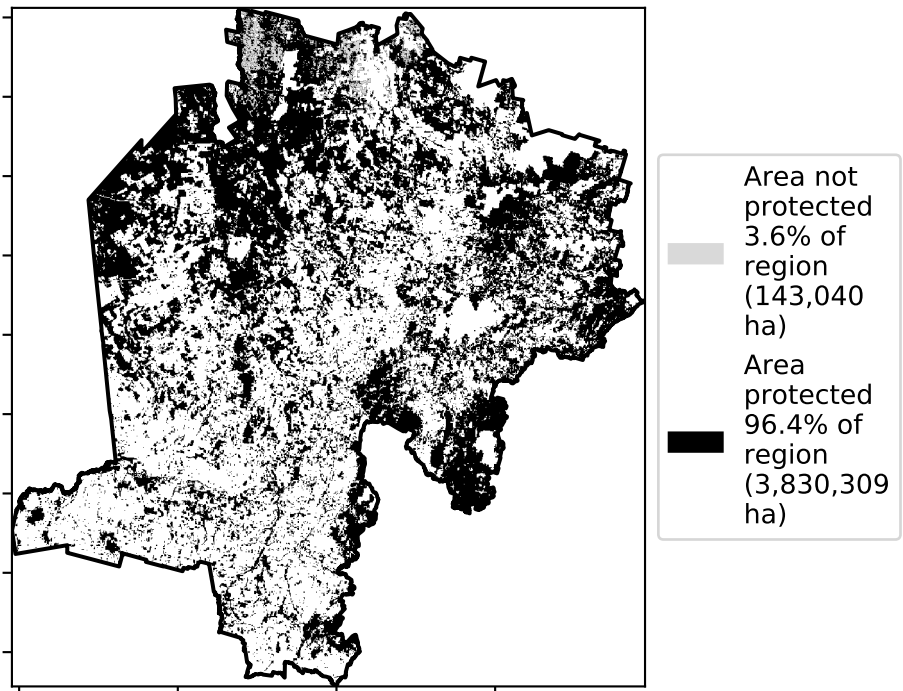 Area not
protected
3.6% of
region
(143,040
ha)
Area
protected
96.4% of
region
(3,830,309
ha)